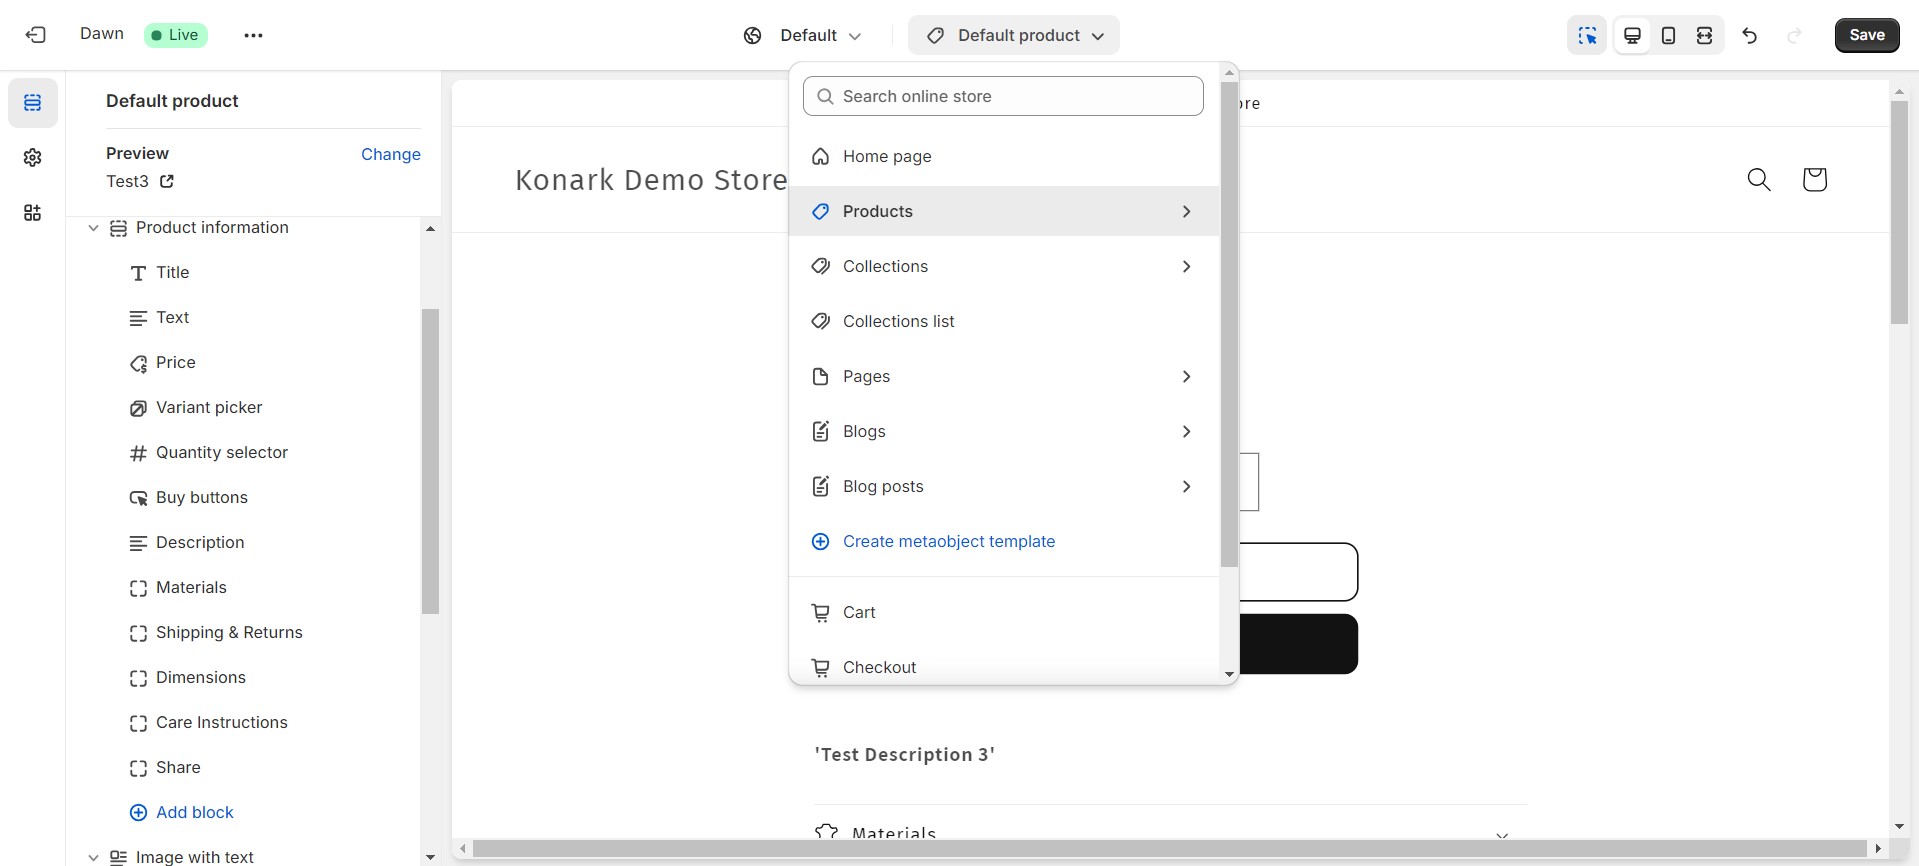 Dawn
Live
Default
Default product
Save
Default product
Preview
Change
Test3
Product information
Title
Text
Price
Variant picker
Quantity selector
Buy buttons
Description
Materials
Shipping & Returns
Dimensions
Care Instructions
Share
Add block
Image with text
Search online store
Home page
Products
Collections
Collections list
Pages
Blogs
Blog posts
Create metaobject template
Cart
Checkout
Konark Demo Store
'Test Description 3'
Materials